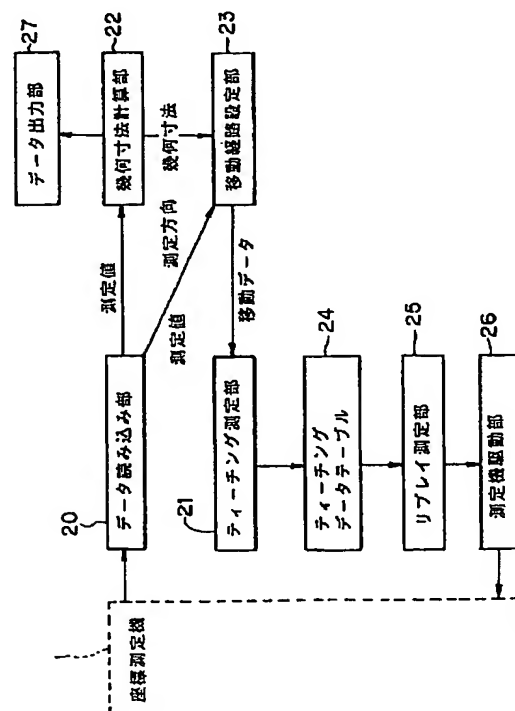 1
座標測定機
20
データ読み込み部
測定値
幾何寸法計算部
22
データ出力部
27
測定値
測定方向
幾何寸法
移動経路設定部
23
移動データ
ティーチング測定部
21
ティーチング
データテーブル
24
リプレイ測定部
25
測定機駆動部
26